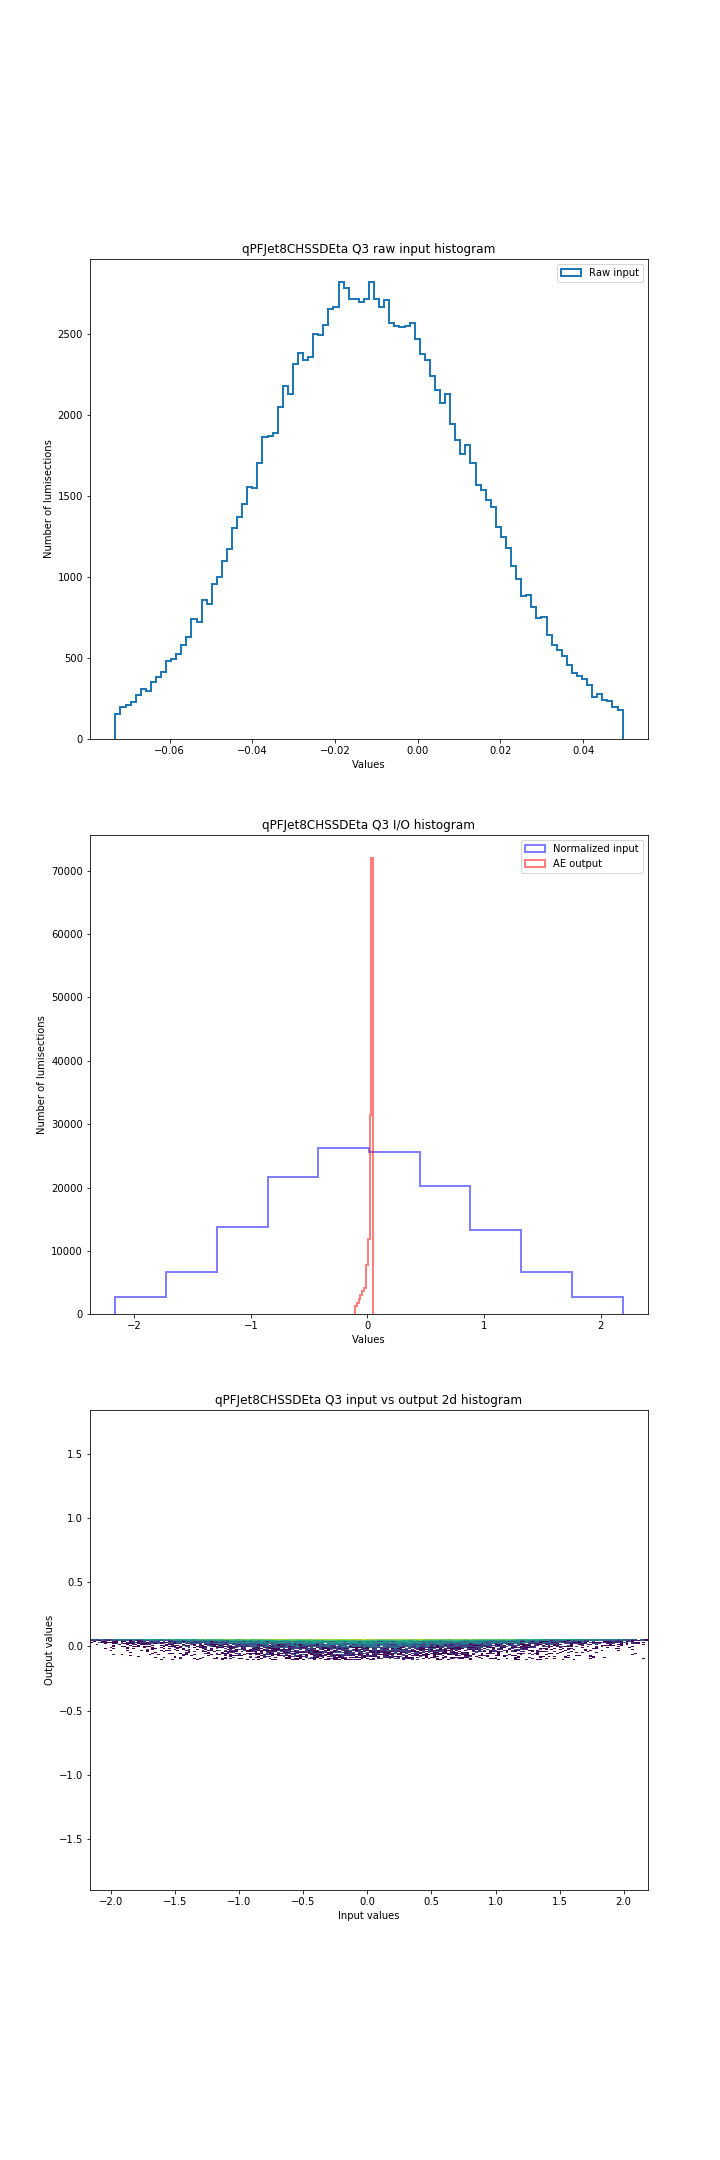 qPFJet8CHSSDEta Q3 raw input histogram
Raw input
2500
2000
1500
1000
500
0
Number of lumisections
−0.06 −0.04 −0.02 0.00 0.02 0.04
Values
qPFJet8CHSSDEta Q3 I/O histogram
Normalized input
AE output
70000
60000
50000
40000
30000
20000
10000
0
Number of lumisections
−2 −1 0 1 2
Values
qPFJet8CHSSDEta Q3 input vs output 2d histogram
1.5
1.0
0.5
0.0
−0.5
−1.0
−1.5
Output values
−2.0 −1.5 −1.0 −0.5 0.0 0.5 1.0 1.5 2.0
Input values